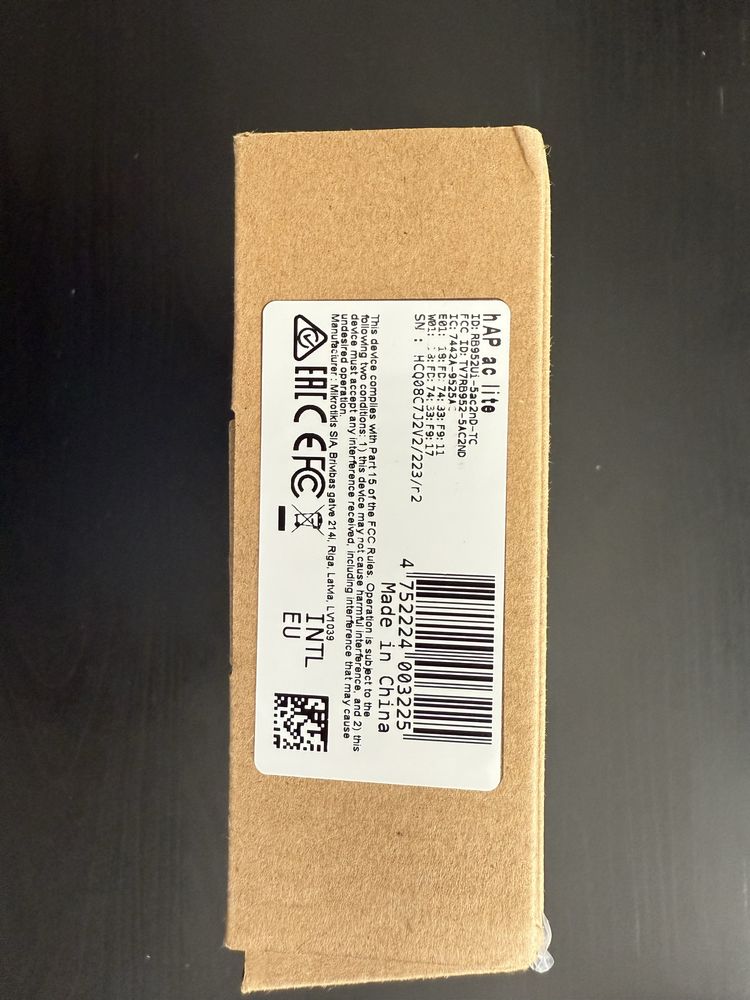 hAP ac lite
ID: RB952Ui-5ac2nD-TC
FCC ID: TV7RB952-5AC2ND
IC: 7442A-9525AC
E01: 18:FD:74:33:F9:11
W01: 18:FD:74:33:F9:17
SN: HCQ08C7J2V2/223/r2
4 752224 003225
Made in China
This device complies with Part 15 of the FCC Rules. Operation is subject to the
following two conditions: 1) this device may not cause harmful interference, and 2) this
device must accept any interference received, including interference that may cause
undesired operation.
Manufacturer: Mikrotikls SIA, Brivibas gatve 214i, Riga, Latvia, LV1039
EAC CE FC
INTL
EU